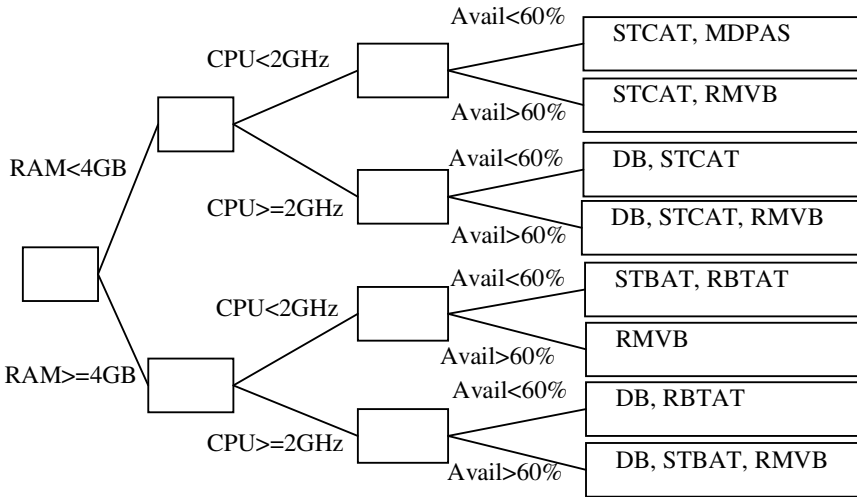 Avail<60%
STCAT, MDPAS
CPU<2GHz
STCAT, RMVB
Avail>60%
Avail<60%
DB, STCAT
RAM<4GB
CPU>=2GHz
DB, STCAT, RMVB
Avail>60%
Avail<60%
STBAT, RBTAT
CPU<2GHz
RMVB
Avail>60%
RAM>=4GB
Avail<60%
DB, RBTAT
CPU>=2GHz
DB, STBAT, RMVB
Avail>60%